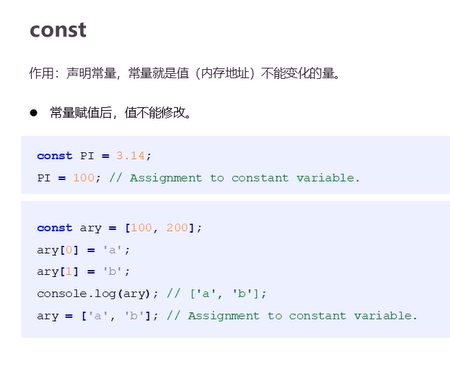 const
作用：声明常量，常量就是值（内存地址）不能变化的量。
● 常量赋值后，值不能修改。
const PI = 3.14;
PI = 100; // Assignment to constant variable.
const ary = [100, 200];
ary[0] = 'a';
ary[1] = 'b';
console.log(ary); // ['a', 'b'];
ary = ['a', 'b']; // Assignment to constant variable.